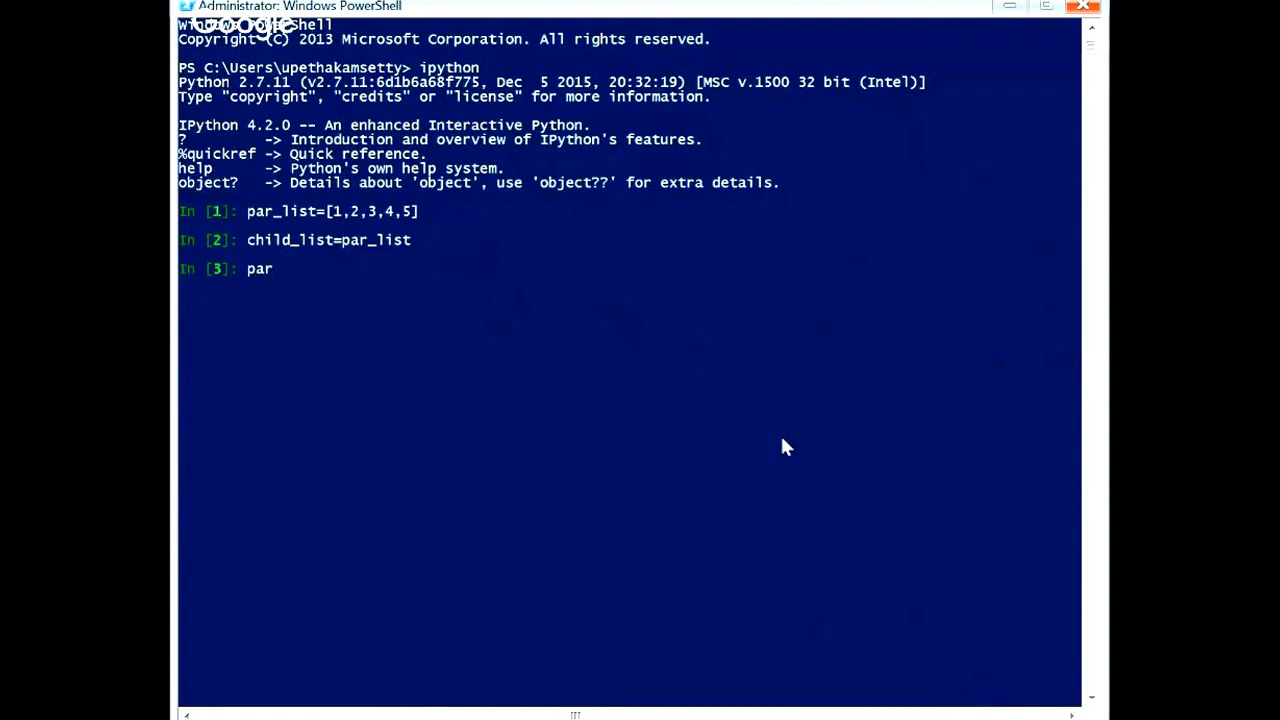 Administrator: Windows PowerShell
Windows PowerShell
Google
Copyright (C) 2013 Microsoft Corporation. All rights reserved.
PS C:\Users\upethakamsetty> ipython
Python 2.7.11 (v2.7.11:6d1b6a68f775, Dec  5 2015, 20:32:19) [MSC v.1500 32 bit (Intel)]
Type "copyright", "credits" or "license" for more information.
IPython 4.2.0 -- An enhanced Interactive Python.
?         -> Introduction and overview of IPython's features.
%quickref -> Quick reference.
help      -> Python's own help system.
object?   -> Details about 'object', use 'object??' for extra details.
In [1]: par_list=[1,2,3,4,5]
In [2]: child_list=par_list
In [3]: par